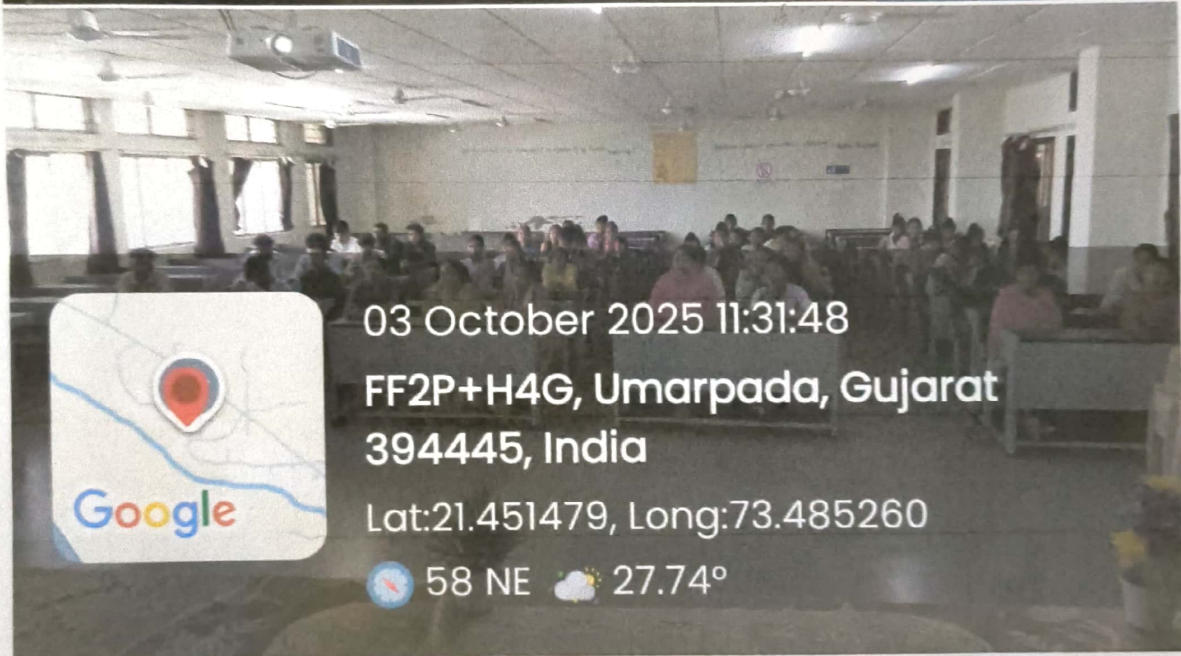 03 October 2025 11:31:48
FF2P+H4G, Umarpada, Gujarat
394445, India
Lat:21.451479, Long:73.485260
Google
58 NE 27.74°